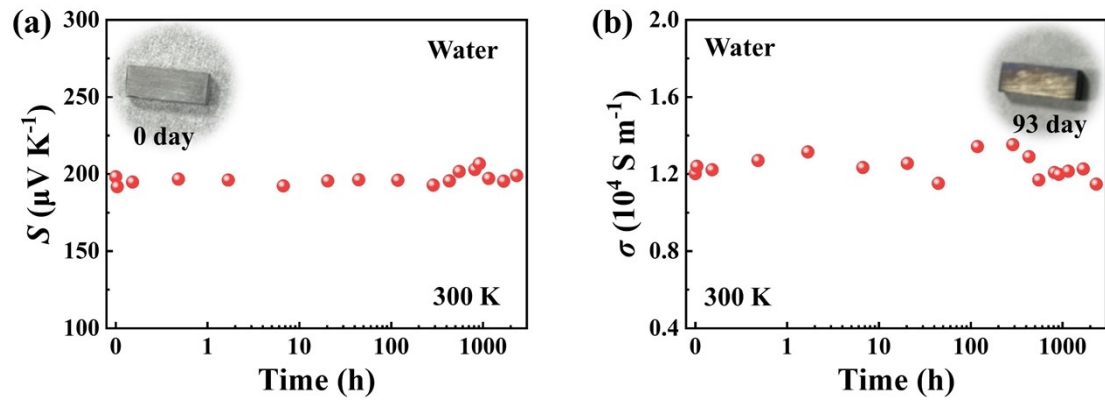 (a)
S (μV K⁻¹)
300
250
200
150
100
0 day
Water
300 K
0 1 10 100 1000
Time (h)
(b)
σ (10⁴ S m⁻¹)
2.0
1.6
1.2
0.8
0.4
Water
93 day
300 K
0 1 10 100 1000
Time (h)